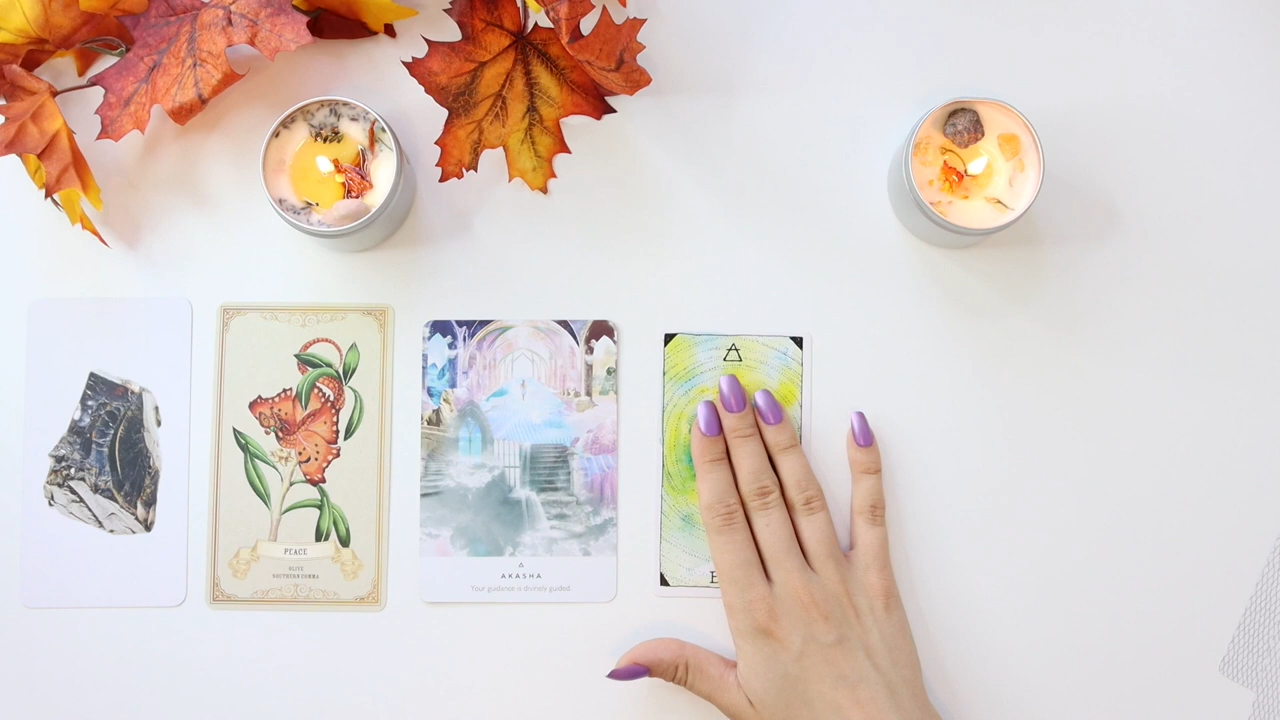 PEACE
OLIVE
SOUTHERN COMMA
AKASHA
Your guidance is divinely guided.